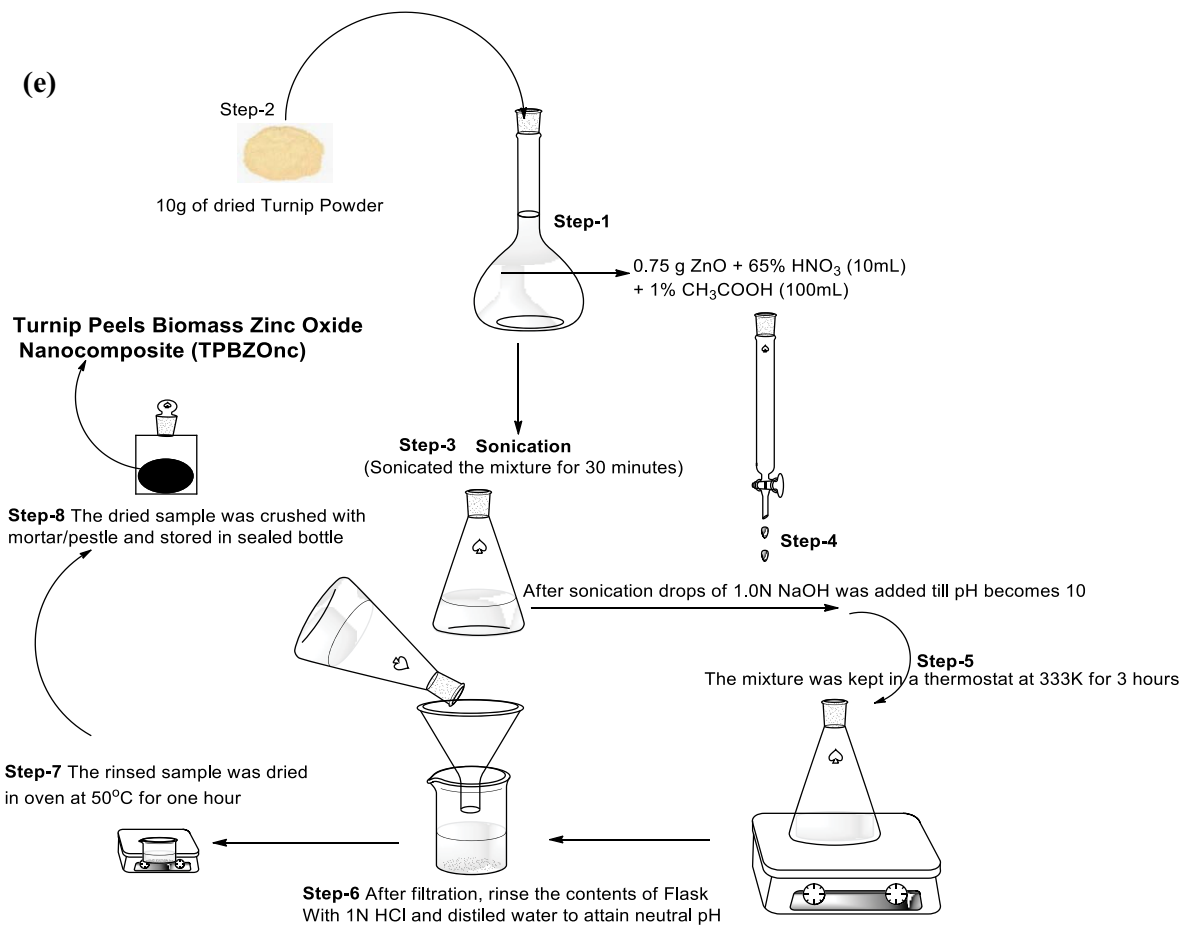 (e)
Step-2
10g of dried Turnip Powder
Step-1
0.75 g ZnO + 65% HNO₃ (10mL)
+ 1% CH₃COOH (100mL)
Turnip Peels Biomass Zinc Oxide
Nanocomposite (TPBZOnc)
Step-3 Sonication
(Sonicated the mixture for 30 minutes)
Step-4
After sonication drops of 1.0N NaOH was added till pH becomes 10
Step-5
The mixture was kept in a thermostat at 333K for 3 hours
Step-8 The dried sample was crushed with
mortar/pestle and stored in sealed bottle
Step-7 The rinsed sample was dried
in oven at 50°C for one hour
Step-6 After filtration, rinse the contents of Flask
With 1N HCl and distiled water to attain neutral pH